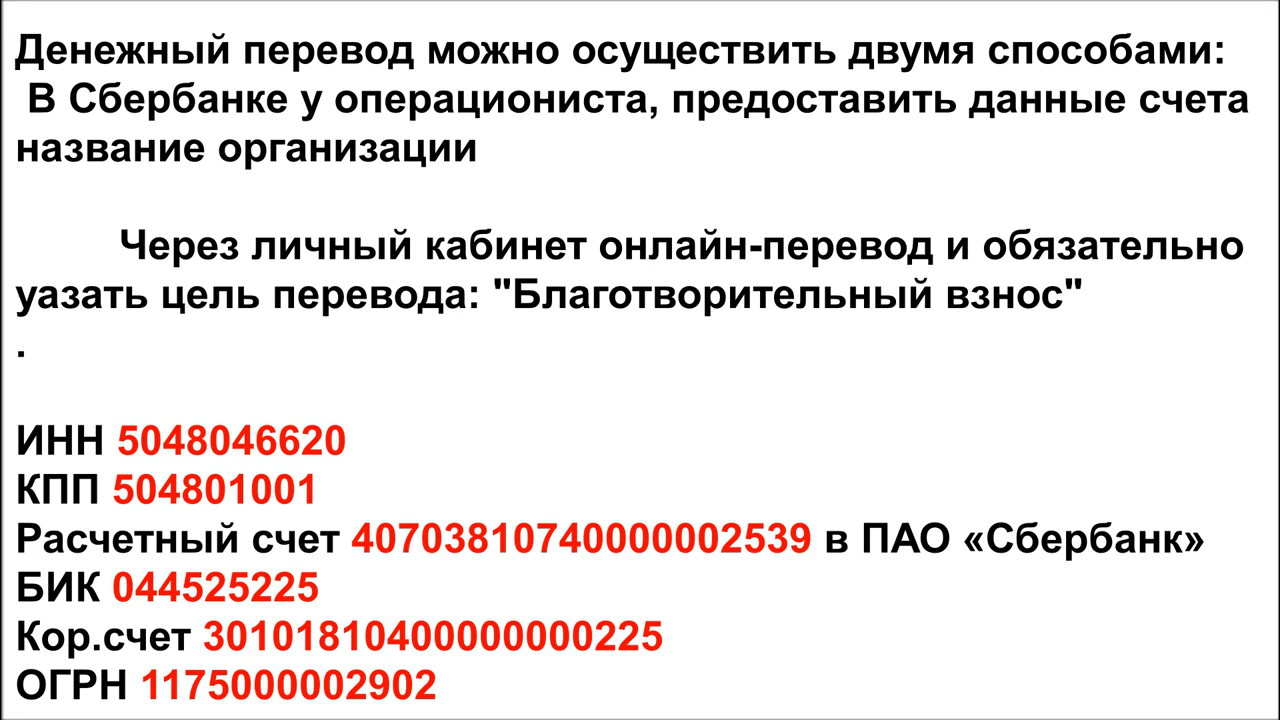 Денежный перевод можно осуществить двумя способами:
В Сбербанке у операциониста, предоставить данные счета
название организации
Через личный кабинет онлайн-перевод и обязательно
уазать цель перевода: "Благотворительный взнос"
.
ИНН 5048046620
КПП 504801001
Расчетный счет 40703810740000002539 в ПАО «Сбербанк»
БИК 044525225
Кор.счет 30101810400000000225
ОГРН 1175000002902